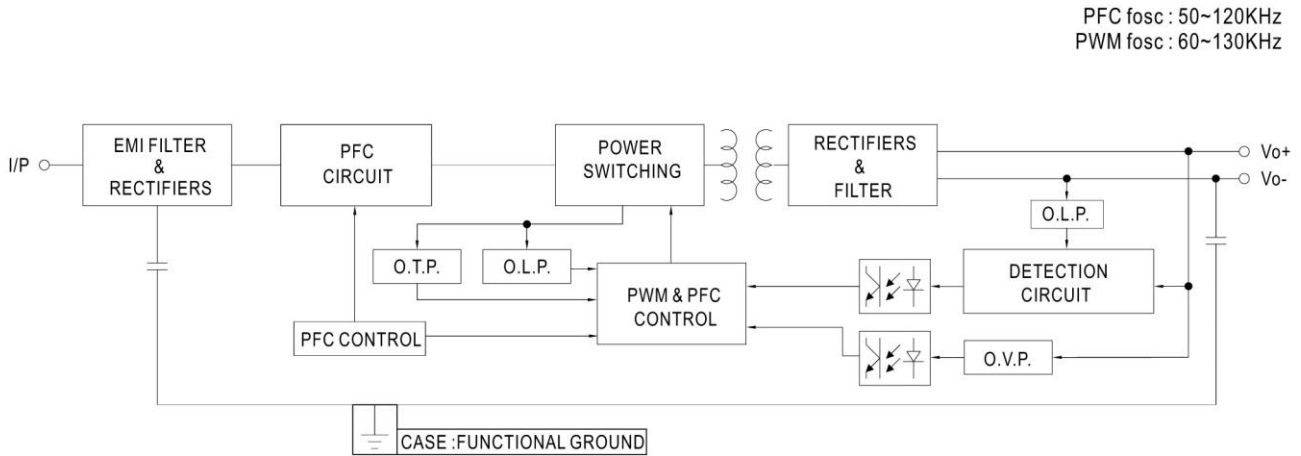 PFC fosc : 50~120KHz
PWM fosc : 60~130KHz
I/P
EMI FILTER
&
RECTIFIERS
PFC
CIRCUIT
POWER
SWITCHING
RECTIFIERS
&
FILTER
Vo+
Vo-
O.L.P.
O.T.P.
O.L.P.
PWM & PFC
CONTROL
DETECTION
CIRCUIT
PFC CONTROL
O.V.P.
CASE :FUNCTIONAL GROUND